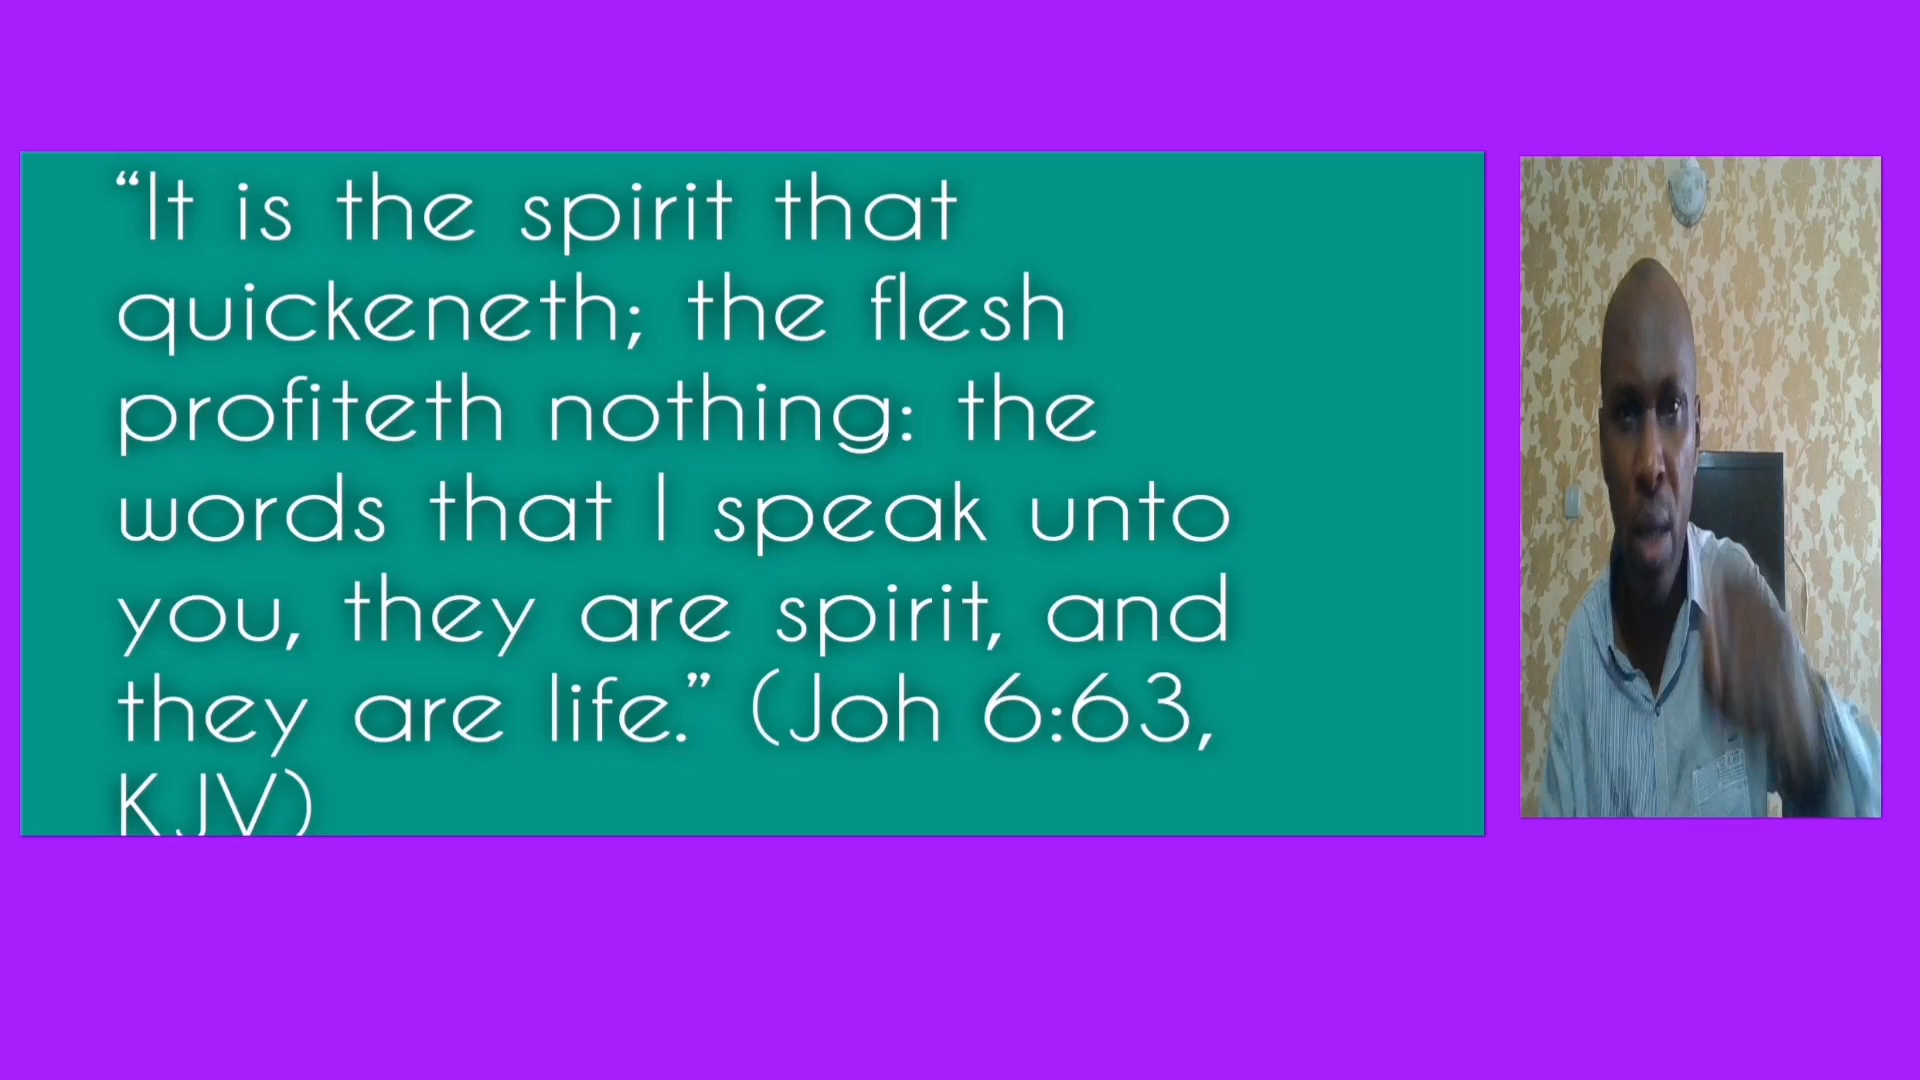 “It is the spirit that
quickeneth; the flesh
profiteth nothing: the
words that I speak unto
you, they are spirit, and
they are life.” (Joh 6:63,
KJV)